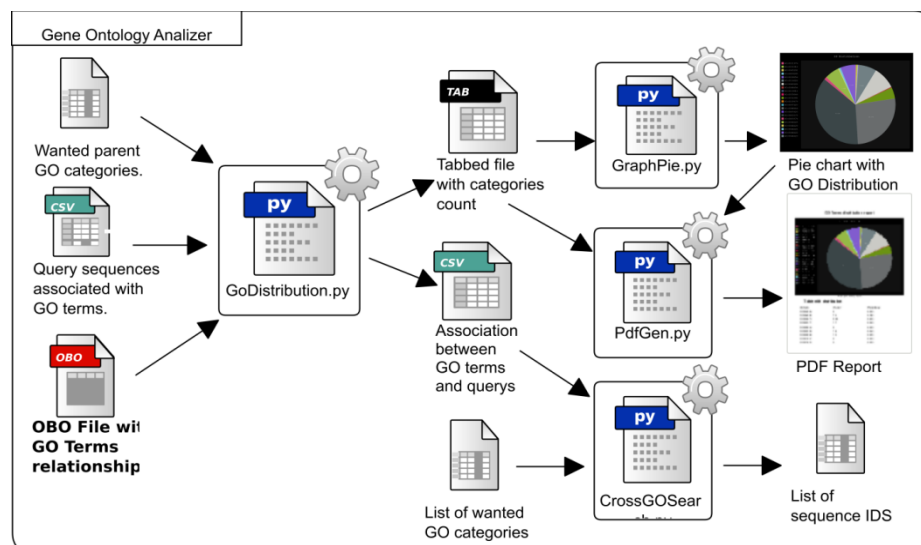 Gene Ontology Analizer
Wanted parent
GO categories.
CSV
Query sequences
associated with
GO terms.
OBO
OBO File wit
GO Terms
relationship
py
GoDistribution.py
TAB
Tabbed file
with categories
count
CSV
Association
between
GO terms
and querys
List of wanted
GO categories
py
GraphPie.py
py
PdfGen.py
py
CrossGOSear
ch.py
Pie chart with
GO Distribution
PDF Report
List of
sequence IDS